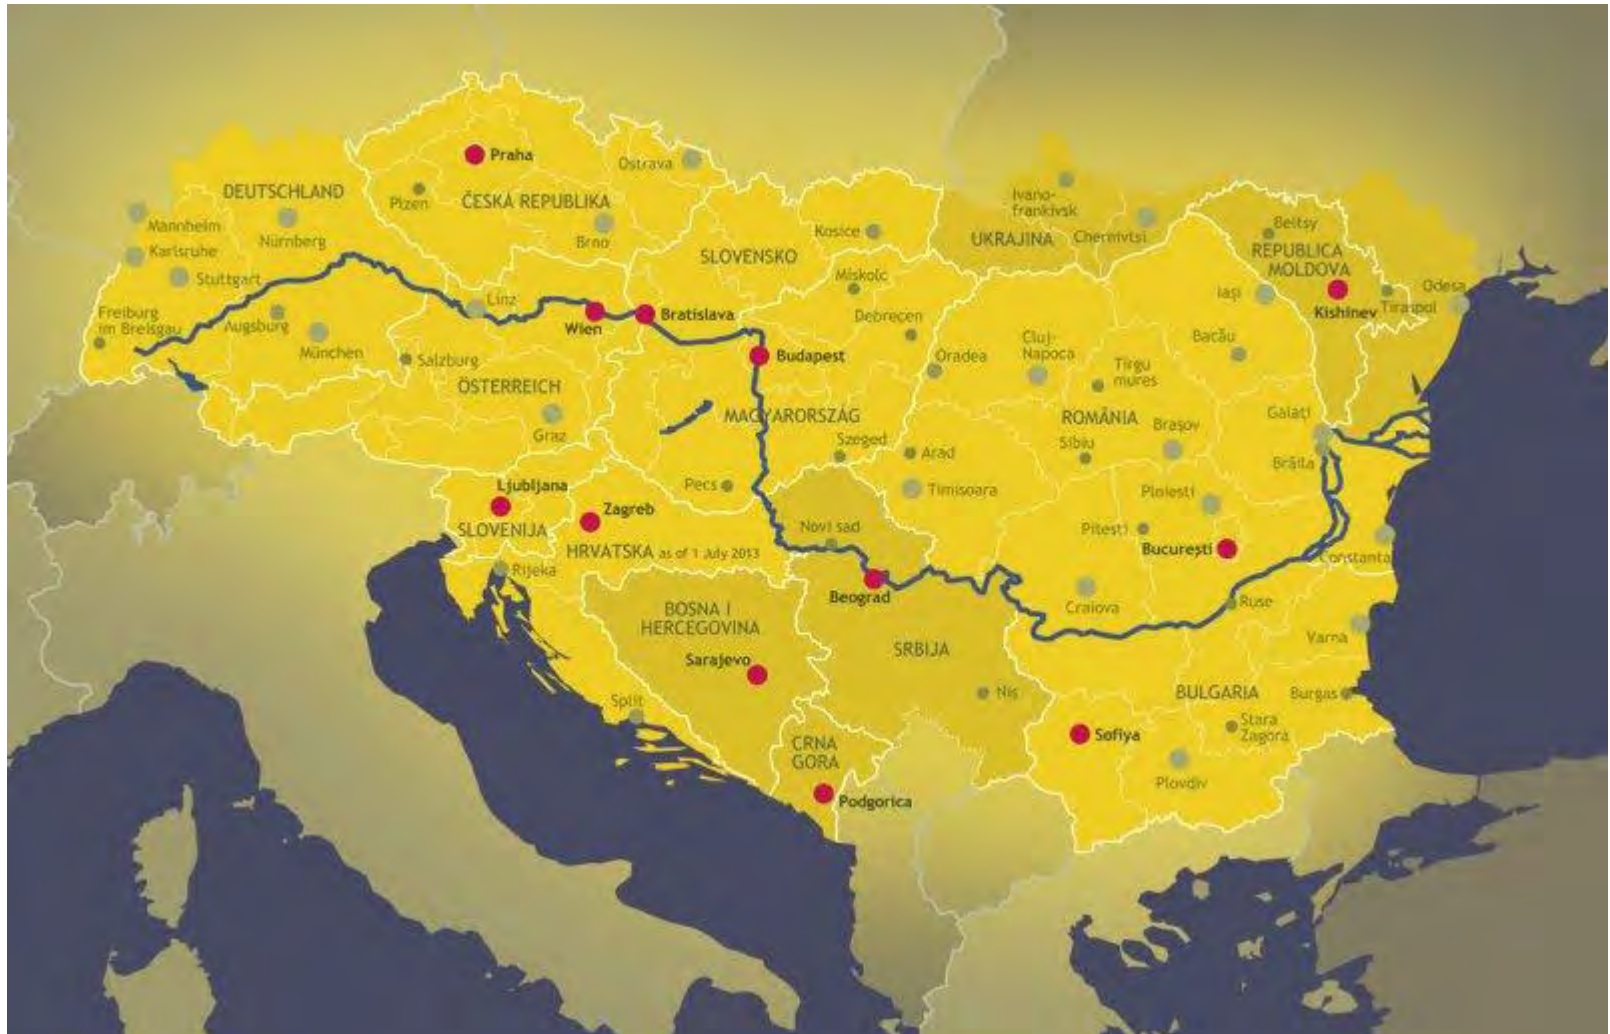 Praha
Ostrava
DEUTSCHLAND
Plzen
ČESKÁ REPUBLIKA
Mannheim
Nürnberg
Brno
Karlsruhe
Stuttgart
SLOVENSKO
Kosice
Ivano-
frankivsk
UKRAJINA
Chernivtsi
Beltsy
REPUBLICA
MOLDOVA
Kishinev
Tiraspol
Odesa
Miskolc
Debrecen
Iași
Bacău
Freiburg
im Breisgau
Augsburg
München
Linz
Wien
Bratislava
Budapest
Salzburg
ÖSTERREICH
Graz
MAGYARORSZÁG
Oradea
Cluj-
Napoca
Tirgu
mures
ROMÂNIA
Brașov
Sibiu
Galați
Brăila
Szeged
Arad
Timisoara
Pecs
Ljubljana
SLOVENIJA
Zagreb
HRVATSKA as of 1 July 2013
Rijeka
Novi sad
Beograd
Ploiesti
Pitesti
București
Constanta
Craiova
Ruse
Varna
BOSNA I
HERCEGOVINA
Sarajevo
SRBIJA
Nis
BULGARIA
Burgas
Split
Sofiya
Stara
Zagora
Plovdiv
CRNA
GORA
Podgorica